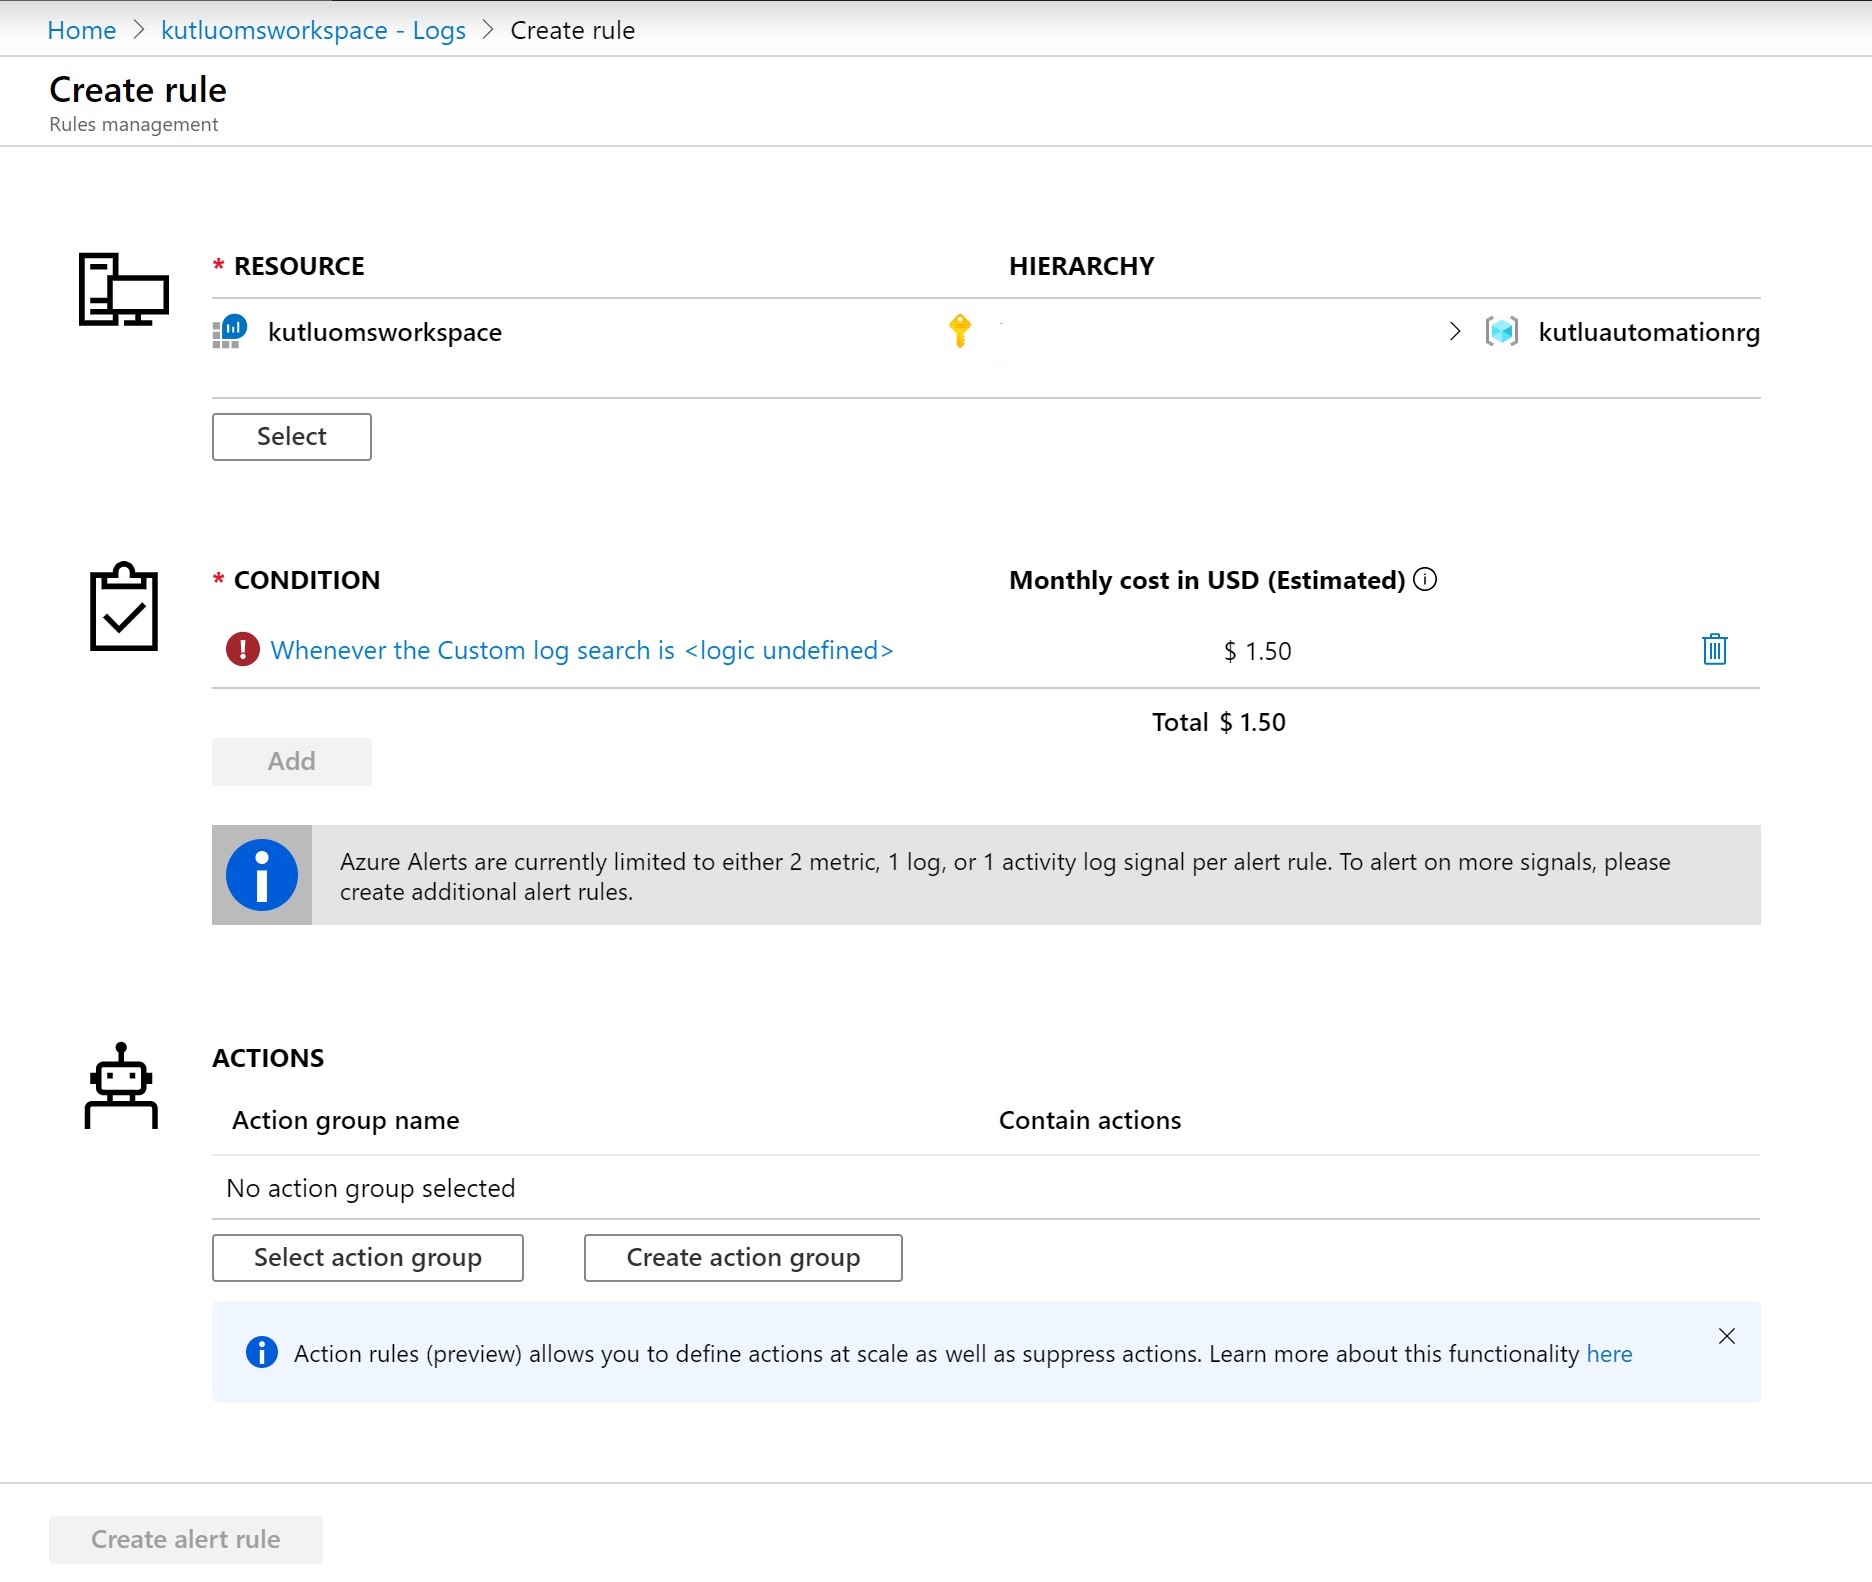 Home > kutluomsworkspace - Logs > Create rule
Create rule
Rules management
* RESOURCE HIERARCHY
kutluomsworkspace > kutluautomationrg
Select
* CONDITION Monthly cost in USD (Estimated)
Whenever the Custom log search is <logic undefined> $ 1.50
Total $ 1.50
Add
Azure Alerts are currently limited to either 2 metric, 1 log, or 1 activity log signal per alert rule. To alert on more signals, please
create additional alert rules.
ACTIONS
Action group name Contain actions
No action group selected
Select action group Create action group
Action rules (preview) allows you to define actions at scale as well as suppress actions. Learn more about this functionality here
Create alert rule